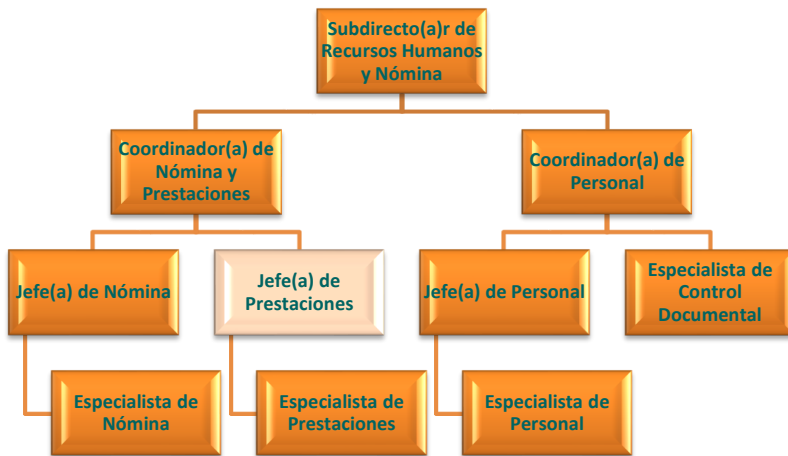 Subdirecto(a)r de
Recursos Humanos
y Nómina
Coordinador(a) de
Nómina y
Prestaciones
Coordinador(a) de
Personal
Jefe(a) de Nómina
Jefe(a) de
Prestaciones
Jefe(a) de Personal
Especialista de
Control
Documental
Especialista de
Nómina
Especialista de
Prestaciones
Especialista de
Personal